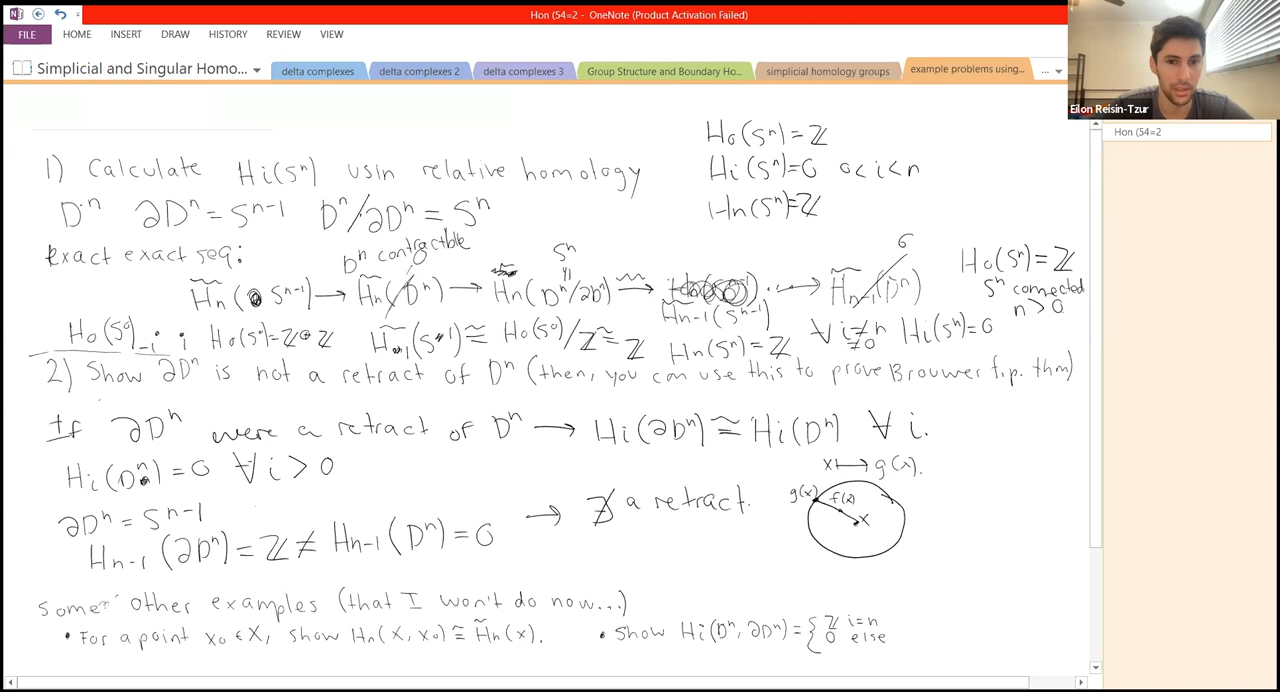 Hon (54=2 - OneNote (Product Activation Failed)
FILE HOME INSERT DRAW HISTORY REVIEW VIEW
Simplicial and Singular Homo...
delta complexes
delta complexes 2
delta complexes 3
Group Structure and Boundary Ho...
simplicial homology groups
example problems using...
...
Eilon Reisin-Tzur
Hon (54=2
H₀(Sⁿ)=ℤ
Hi(Sⁿ)=0 0<i<n
Hn(Sⁿ)=ℤ
1) Calculate Hi(Sⁿ) usin relative homology
Dⁿ ∂Dⁿ = Sⁿ⁻¹ Dⁿ/∂Dⁿ = Sⁿ
exact exact seq:
Dⁿ contractible
Sⁿ
H̃n(Sⁿ⁻¹) → H̃n(Dⁿ) → H̃n(Dⁿ/∂Dⁿ) → H̃n-1(Sⁿ⁻¹) → H̃n-1(Dⁿ) 0
H₀(Sⁿ)=ℤ
Sⁿ connected
n>0
H₀(S⁰)=ℤ⊕ℤ
≅ H₀(S⁰)/ℤ ≅ ℤ
Hn(Sⁿ)=ℤ
Hi(Sⁿ)=0
2) Show ∂Dⁿ is not a retract of Dⁿ (then, you can use this to prove Brouwer f.p. thm)
If ∂Dⁿ were a retract of Dⁿ → Hi(∂Dⁿ) ≅ Hi(Dⁿ) ∀ i.
Hi(Dⁿ) = 0 ∀ i > 0
x ↦ g(x).
g(x) f(x) x
∂Dⁿ = Sⁿ⁻¹
Hn-1(∂Dⁿ) = ℤ ≠ Hn-1(Dⁿ) = 0 → ∄ a retract.
Some other examples (that I won't do now...)
• For a point x₀ ∈ X, show Hn(X, x₀) ≅ H̃n(X).
• Show Hi(Dⁿ, ∂Dⁿ) = { ℤ i=n
0 else